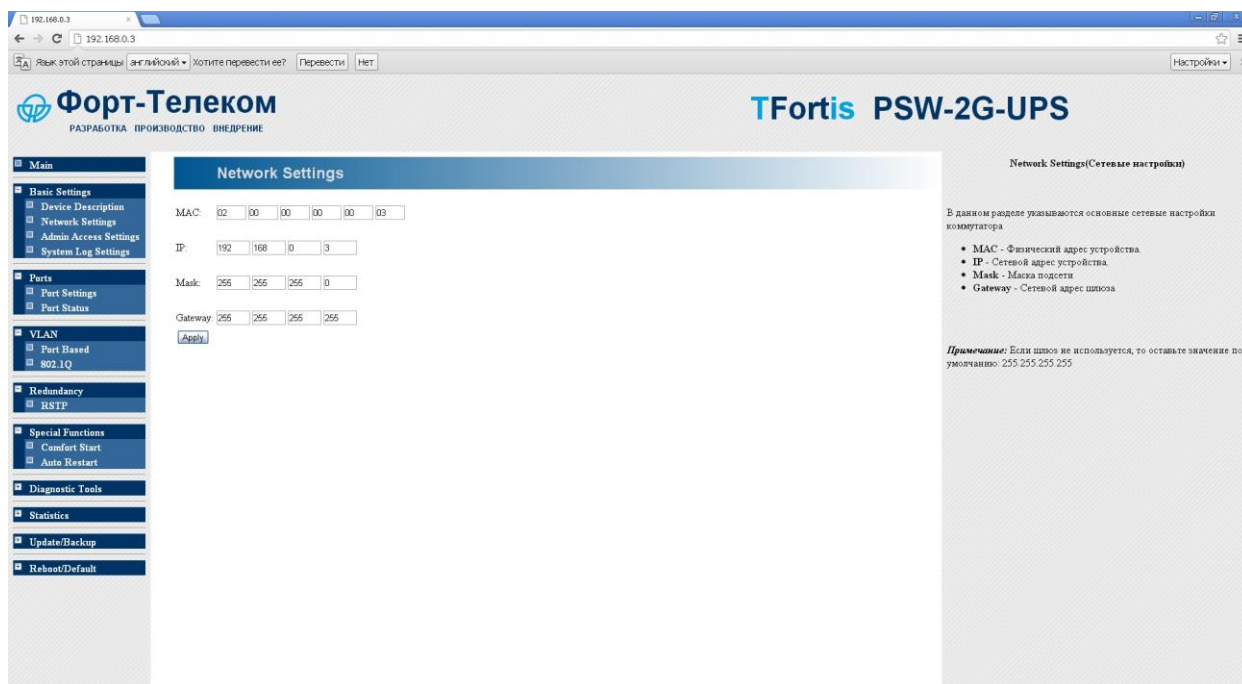 192.168.0.3
192.168.0.3
Язык этой страницы английский Хотите перевести ее? Перевести Нет Настройки
Форт-Телеком
РАЗРАБОТКА ПРОИЗВОДСТВО ВНЕДРЕНИЕ
TFortis PSW-2G-UPS
Main
Basic Settings
Device Description
Network Settings
Admin Access Settings
System Log Settings
Ports
Port Settings
Port Status
VLAN
Port Based
802.1Q
Redundancy
RSTP
Special Functions
Comfort Start
Auto Restart
Diagnostic Tools
Statistics
Update/Backup
Reboot/Default
Network Settings
MAC: 02 00 00 00 00 03
IP: 192 168 0 3
Mask: 255 255 255 0
Gateway: 255 255 255 255
Apply
Network Settings(Сетевые настройки)
В данном разделе указываются основные сетевые настройки
коммутатора
MAC - Физический адрес устройства.
IP - Сетевой адрес устройства.
Mask - Маска подсети
Gateway - Сетевой адрес шлюза
Примечание: Если шлюз не используется, то оставьте значение по
умолчанию: 255.255.255.255